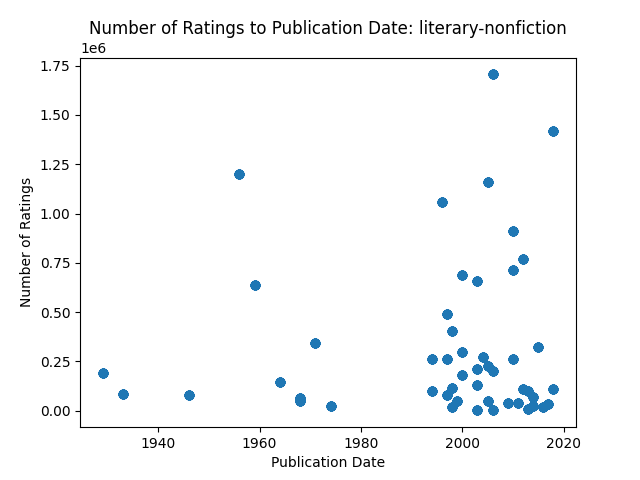 Number of Ratings to Publication Date: literary-nonfiction
1e6
1.75
1.50
1.25
1.00
0.75
0.50
0.25
0.00
Number of Ratings
1940 1960 1980 2000 2020
Publication Date